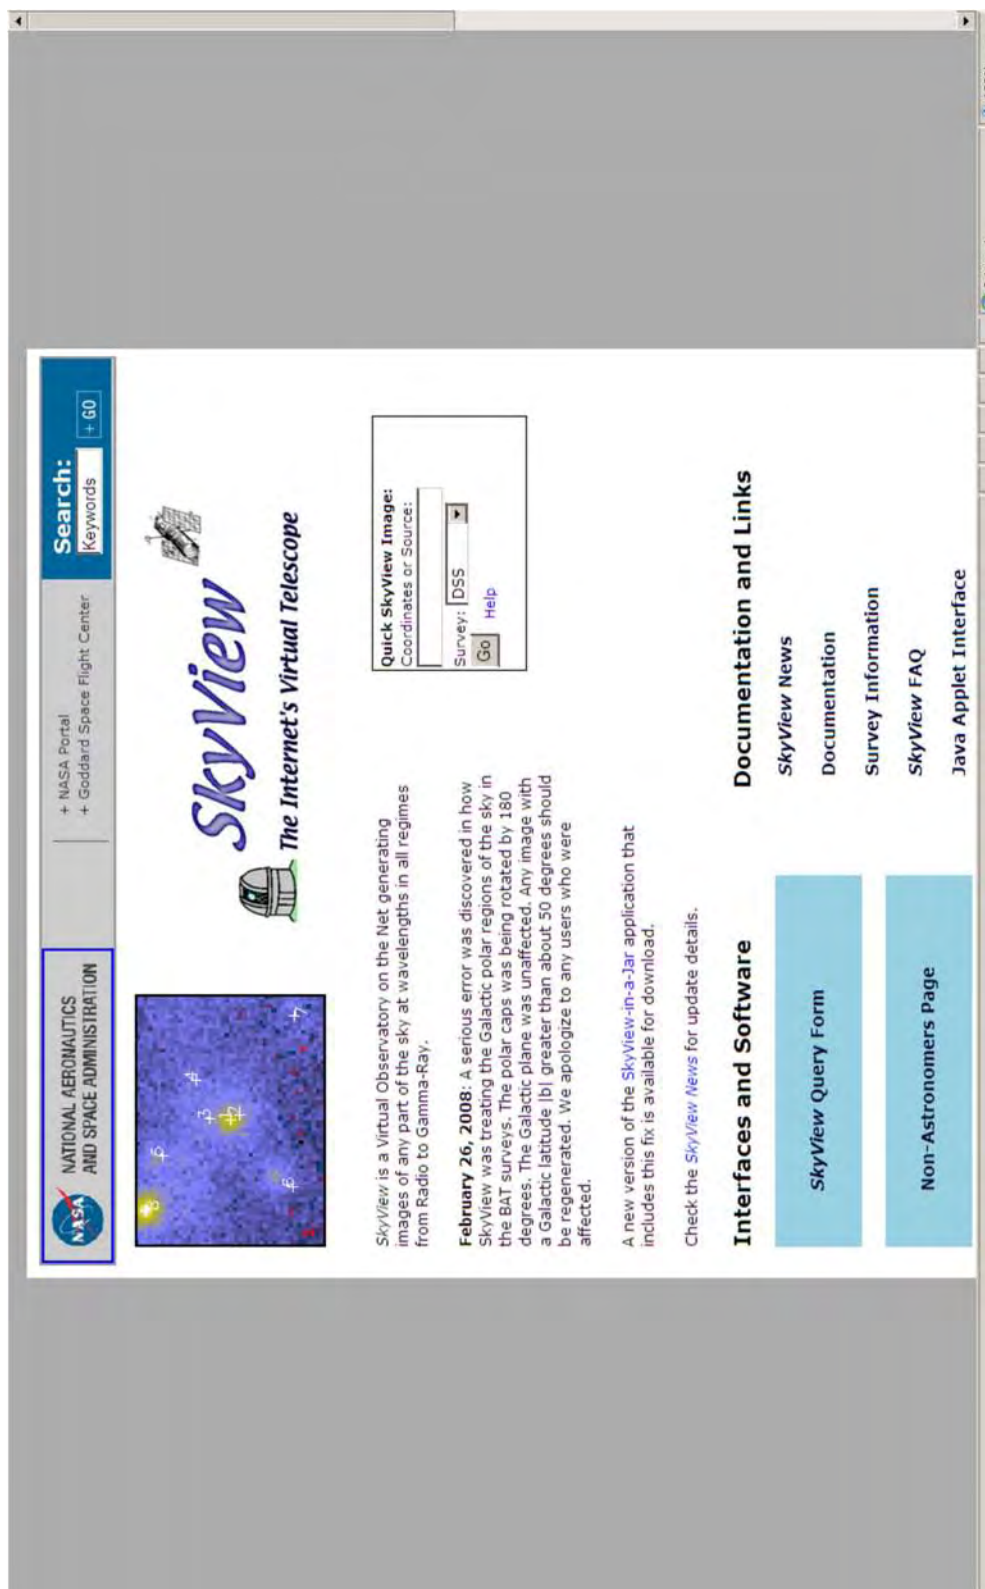 NASA
NATIONAL AERONAUTICS
AND SPACE ADMINISTRATION
+ NASA Portal
+ Goddard Space Flight Center
Search:
Keywords
+ GO
SkyView
The Internet's Virtual Telescope
SkyView is a Virtual Observatory on the Net generating
images of any part of the sky at wavelengths in all regimes
from Radio to Gamma-Ray.
February 26, 2008: A serious error was discovered in how
SkyView was treating the Galactic polar regions of the sky in
the BAT surveys. The polar caps was being rotated by 180
degrees. The Galactic plane was unaffected. Any image with
a Galactic latitude |b| greater than about 50 degrees should
be regenerated. We apologize to any users who were
affected.
A new version of the SkyView-in-a-Jar application that
includes this fix is available for download.
Check the SkyView News for update details.
Quick SkyView Image:
Coordinates or Source:
Survey: DSS
Go Help
Interfaces and Software
SkyView Query Form
Non-Astronomers Page
Documentation and Links
SkyView News
Documentation
Survey Information
SkyView FAQ
Java Applet Interface